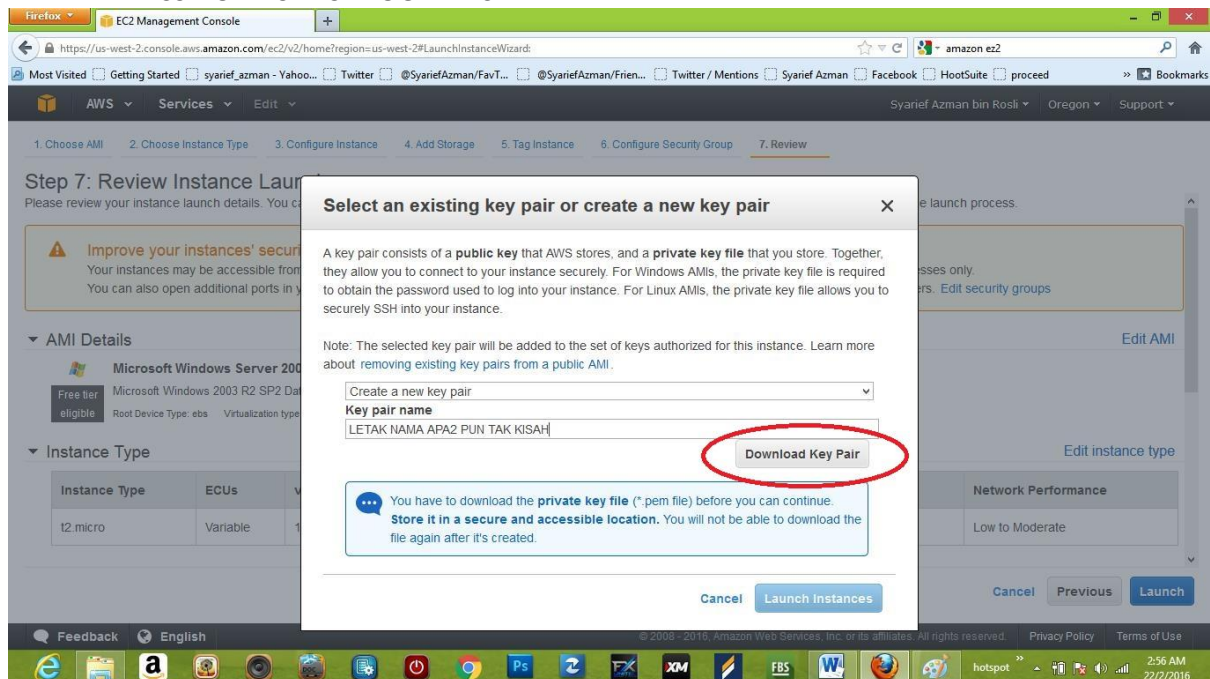 Firefox
EC2 Management Console
https://us-west-2.console.aws.amazon.com/ec2/v2/home?region=us-west-2#LaunchInstanceWizard:
amazon ez2
Most Visited Getting Started syarief_azman - Yahoo... Twitter @SyariefAzman/FavT... @SyariefAzman/Frien... Twitter / Mentions Syarief Azman Facebook HootSuite proceed » Bookmarks
AWS Services Edit Syarief Azman bin Rosli Oregon Support
1. Choose AMI 2. Choose Instance Type 3. Configure Instance 4. Add Storage 5. Tag Instance 6. Configure Security Group 7. Review
Step 7: Review Instance Laun
Please review your instance launch details. You ca
e launch process.
Improve your instances' securi
Your instances may be accessible from
esses only.
You can also open additional ports in y
ers. Edit security groups
AMI Details
Edit AMI
Microsoft Windows Server 200
Free tier eligible
Microsoft Windows 2003 R2 SP2 Dat
Root Device Type: ebs Virtualization type
Instance Type
Edit instance type
Instance Type ECUs v Network Performance
t2.micro Variable 1 Low to Moderate
Select an existing key pair or create a new key pair
A key pair consists of a public key that AWS stores, and a private key file that you store. Together,
they allow you to connect to your instance securely. For Windows AMIs, the private key file is required
to obtain the password used to log into your instance. For Linux AMIs, the private key file allows you to
securely SSH into your instance.
Note: The selected key pair will be added to the set of keys authorized for this instance. Learn more
about removing existing key pairs from a public AMI.
Create a new key pair
Key pair name
LETAK NAMA APA2 PUN TAK KISAH
Download Key Pair
You have to download the private key file (*.pem file) before you can continue.
Store it in a secure and accessible location. You will not be able to download the
file again after it's created.
Cancel Launch Instances
Cancel Previous Launch
Feedback English © 2008 - 2016, Amazon Web Services, Inc. or its affiliates. All rights reserved. Privacy Policy Terms of Use
a Ps Z FX XM FBS W hotspot »
2:56 AM
22/2/2016